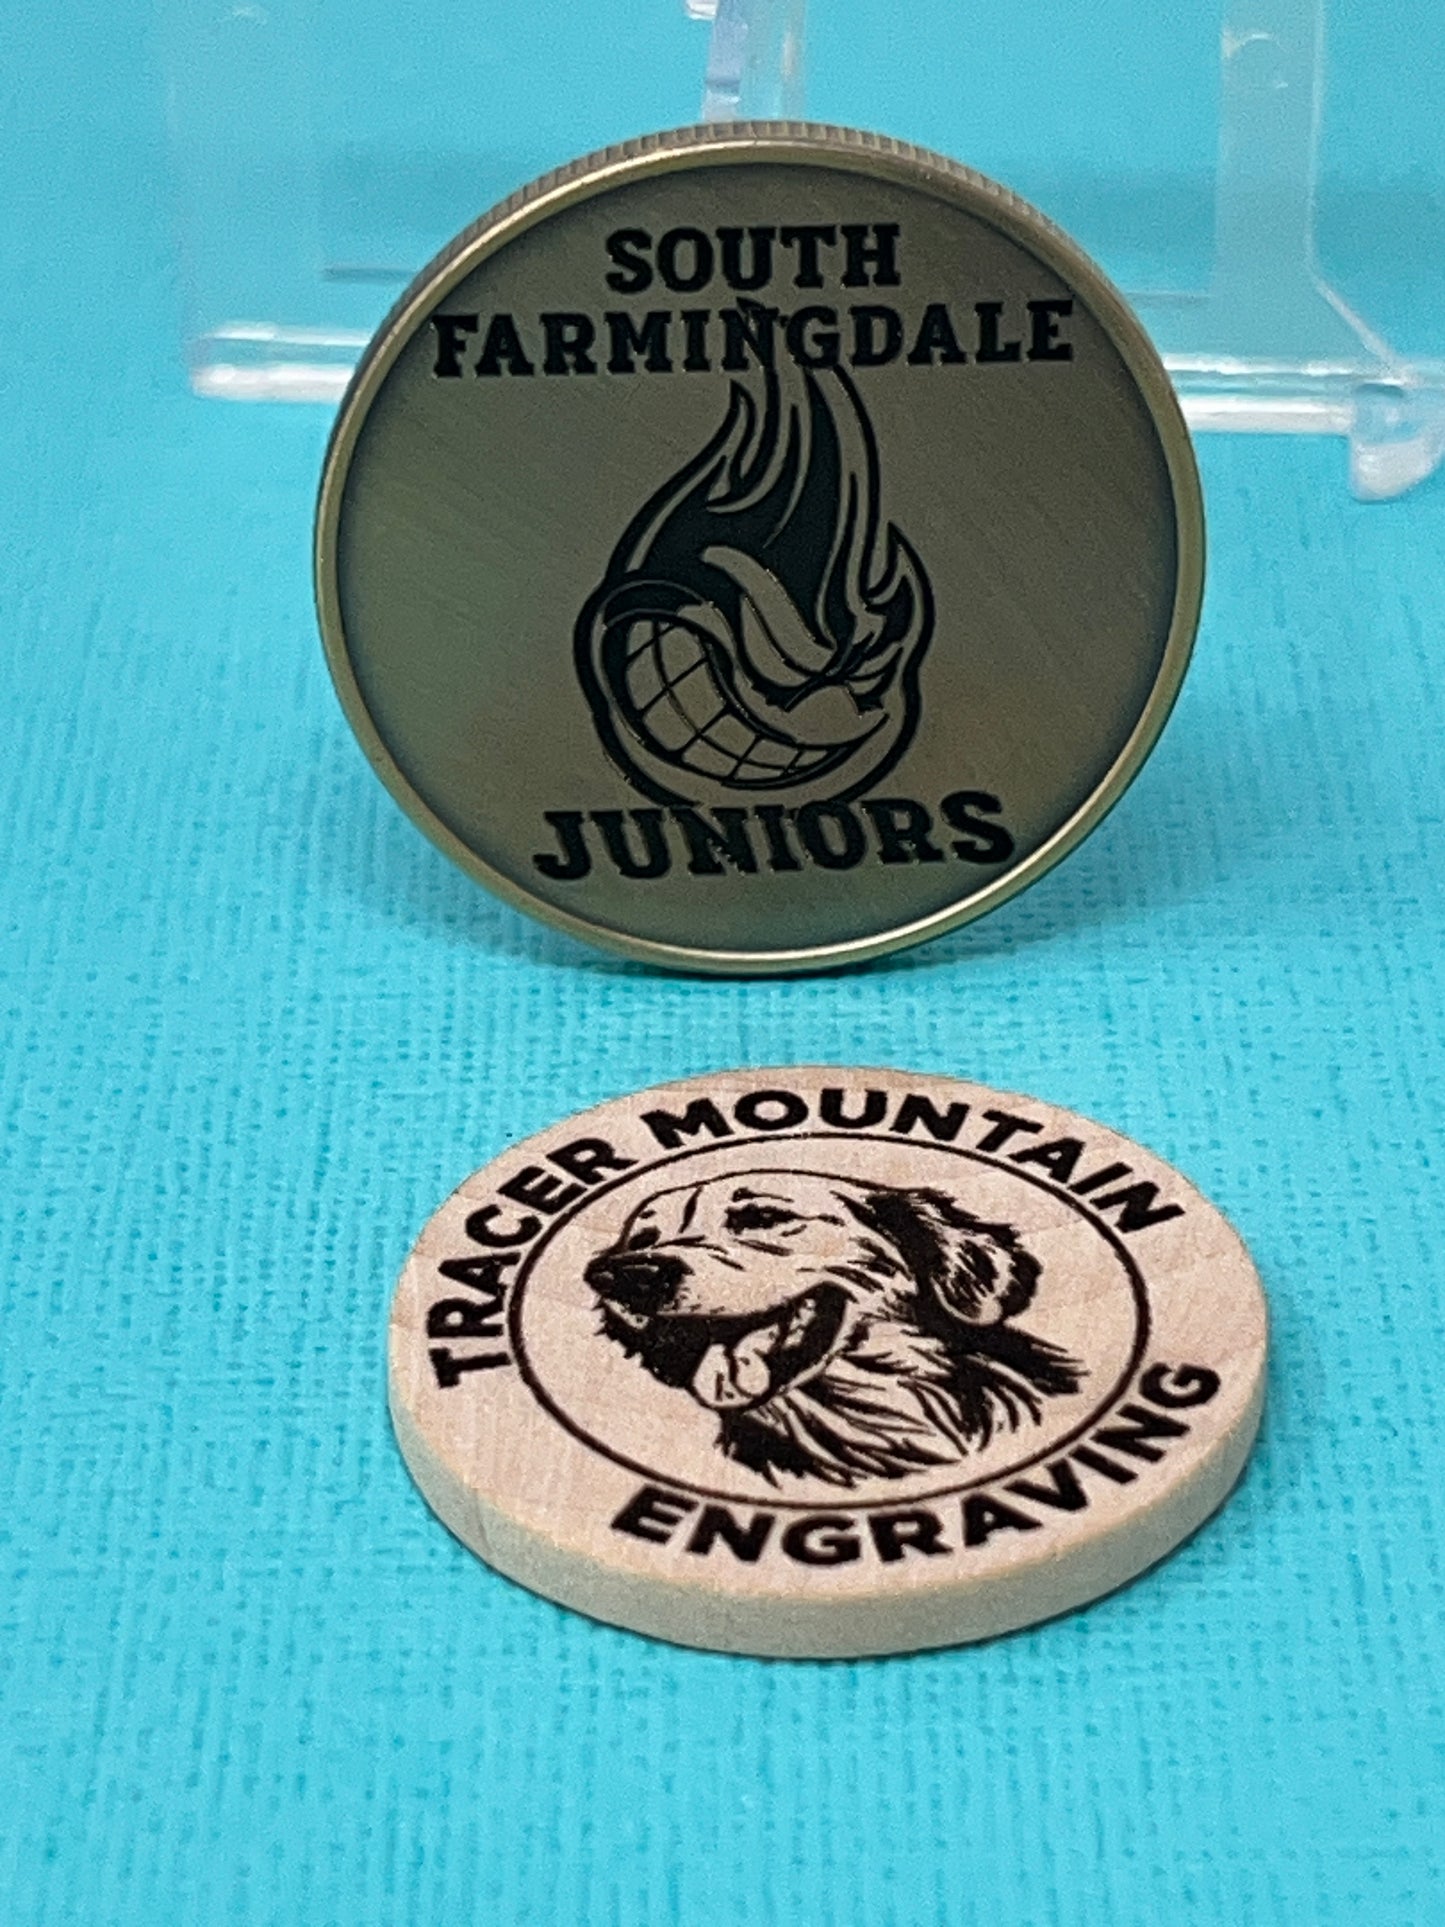 SOUTH
FARMINGDALE
JUNIORS
TRACER MOUNTAIN
ENGRAVING